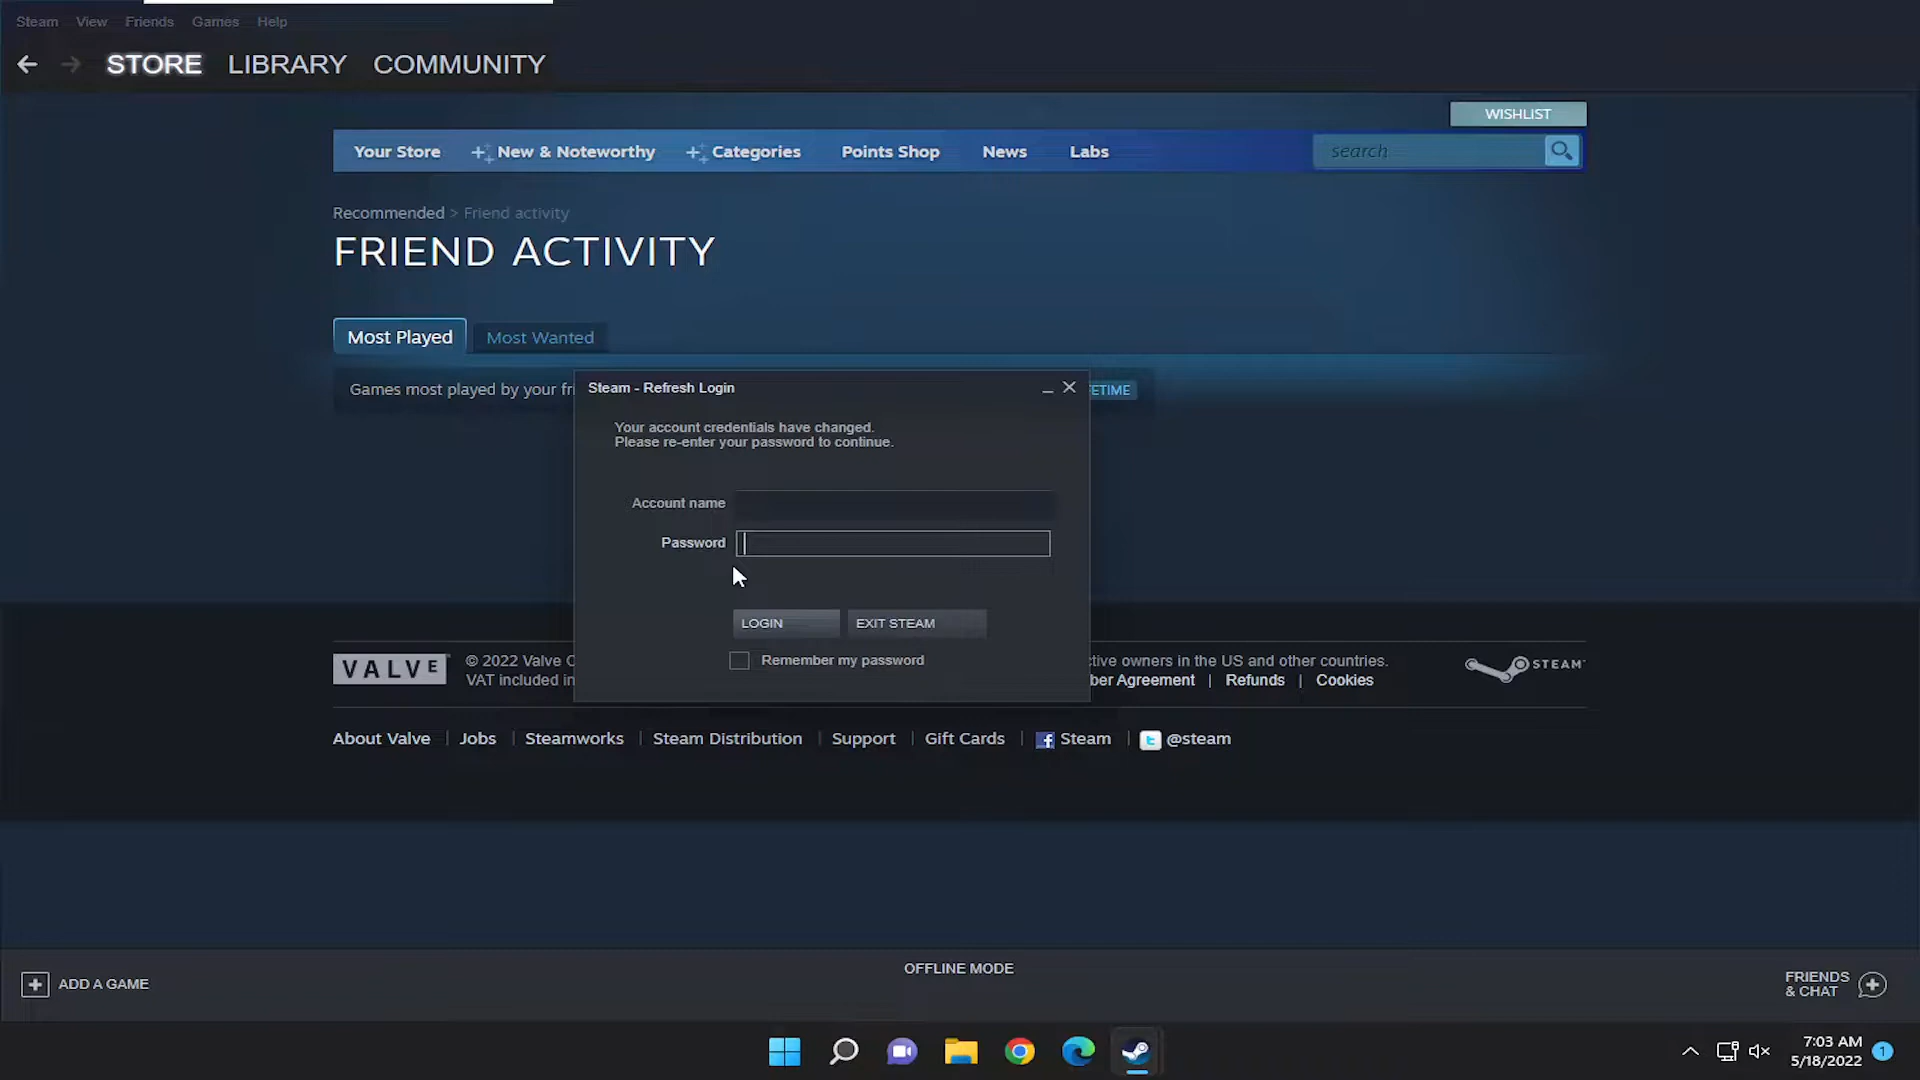 Steam View Friends Games Help
STORE LIBRARY COMMUNITY
WISHLIST
Your Store New & Noteworthy Categories Points Shop News Labs search
Recommended > Friend activity
FRIEND ACTIVITY
Most Played Most Wanted
Games most played by your
Steam - Refresh Login
Your account credentials have changed.
Please re-enter your password to continue.
Account name
Password
LOGIN EXIT STEAM
Remember my password
VALVE
© 2022 Valve
VAT included in
owners in the US and other countries.
Agreement | Refunds | Cookies
STEAM
About Valve | Jobs | Steamworks | Steam Distribution | Support | Gift Cards | f Steam | t @steam
ADD A GAME
OFFLINE MODE
FRIENDS
& CHAT
7:03 AM
5/18/2022
1